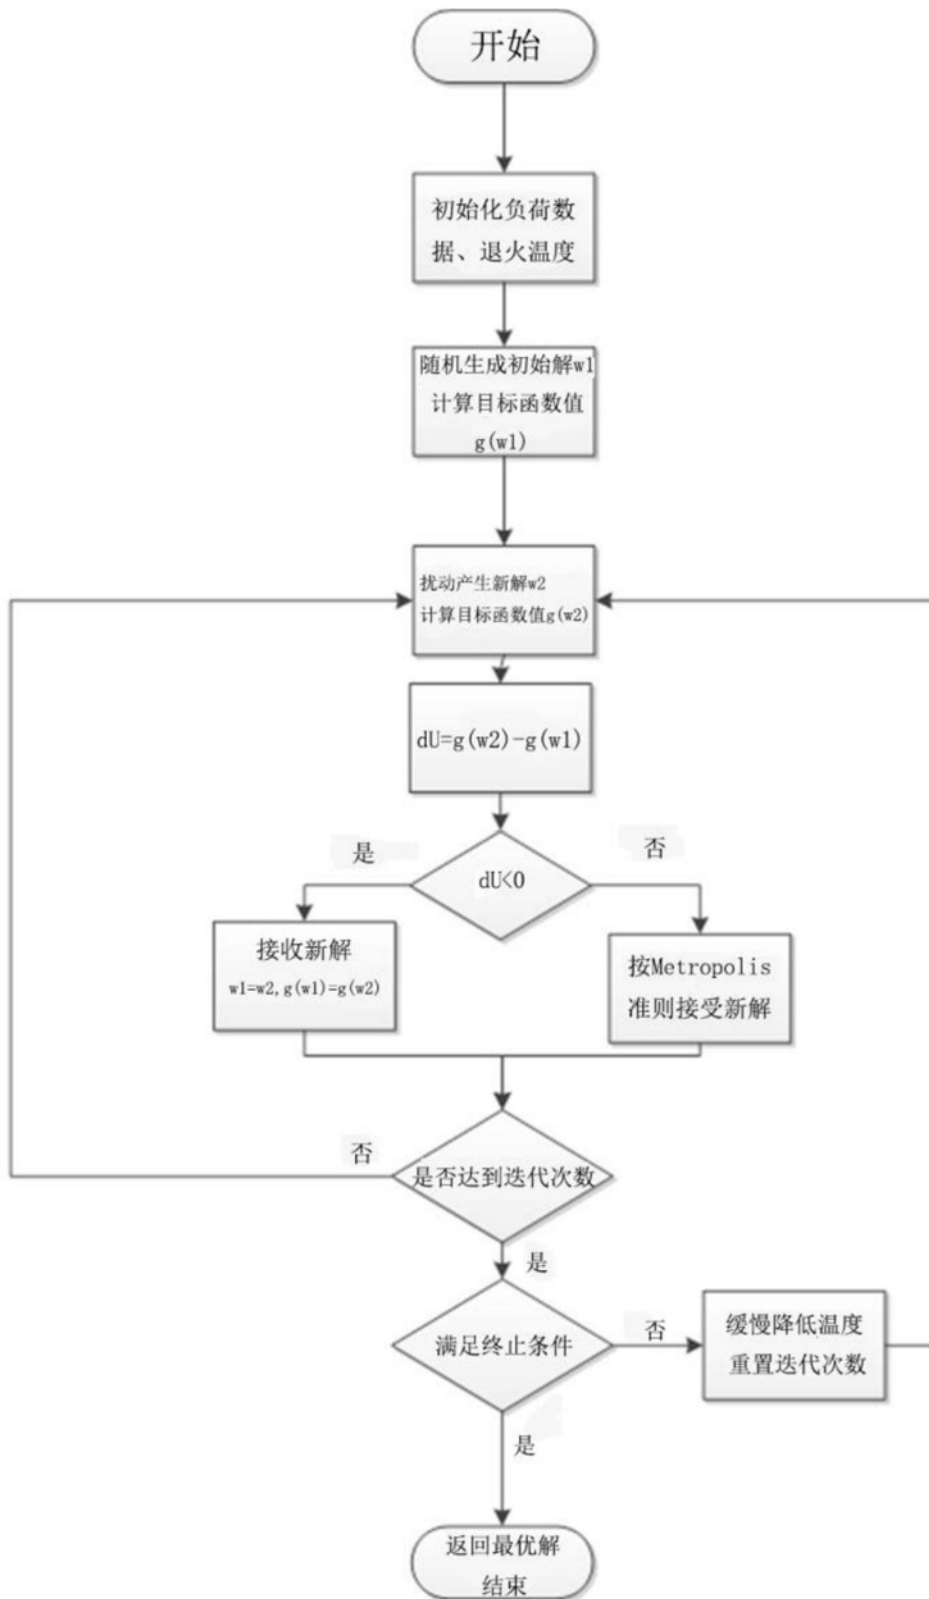 开始
初始化负荷数
据、退火温度
随机生成初始解w1
计算目标函数值
g(w1)
扰动产生新解w2
计算目标函数值g(w2)
dU=g(w2)-g(w1)
是
否
dU<0
接收新解
w1=w2,g(w1)=g(w2)
按Metropolis
准则接受新解
否
是否达到迭代次数
是
满足终止条件
否
缓慢降低温度
重置迭代次数
是
返回最优解
结束